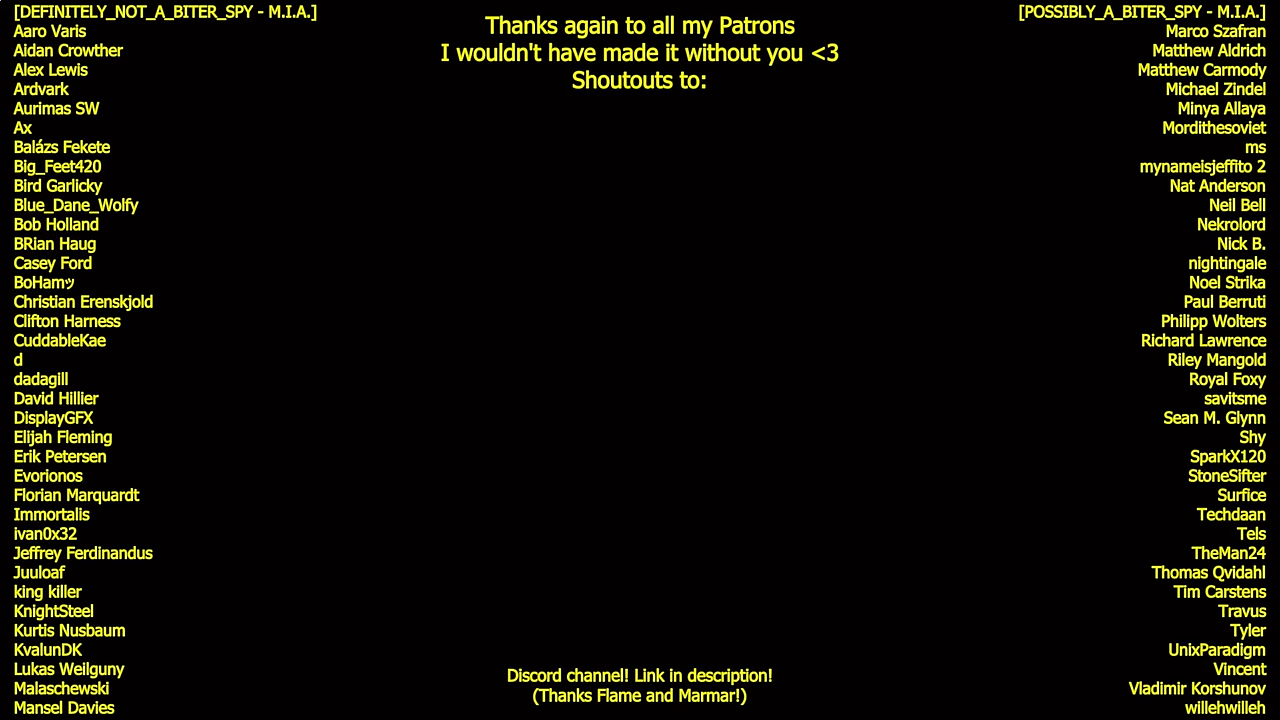 [DEFINITELY_NOT_A_BITER_SPY - M.I.A.]
Aaro Varis
Aidan Crowther
Alex Lewis
Ardvark
Aurimas SW
Ax
Balázs Fekete
Big_Feet420
Bird Garlicky
Blue_Dane_Wolfy
Bob Holland
BRian Haug
Casey Ford
BoHamッ
Christian Erenskjold
Clifton Harness
CuddableKae
d
dadagill
David Hillier
DisplayGFX
Elijah Fleming
Erik Petersen
Evorionos
Florian Marquardt
Immortalis
ivan0x32
Jeffrey Ferdinandus
Juuloaf
king killer
KnightSteel
Kurtis Nusbaum
KvalunDK
Lukas Weilguny
Malaschewski
Mansel Davies
Thanks again to all my Patrons
I wouldn't have made it without you <3
Shoutouts to:
Discord channel! Link in description!
(Thanks Flame and Marmar!)
[POSSIBLY_A_BITER_SPY - M.I.A.]
Marco Szafran
Matthew Aldrich
Matthew Carmody
Michael Zindel
Minya Allaya
Mordithesoviet
ms
mynameisjeffito 2
Nat Anderson
Neil Bell
Nekrolord
Nick B.
nightingale
Noel Strika
Paul Berruti
Philipp Wolters
Richard Lawrence
Riley Mangold
Royal Foxy
savitsme
Sean M. Glynn
Shy
SparkX120
StoneSifter
Surfice
Techdaan
Tels
TheMan24
Thomas Qvidahl
Tim Carstens
Travus
Tyler
UnixParadigm
Vincent
Vladimir Korshunov
willehwilleh